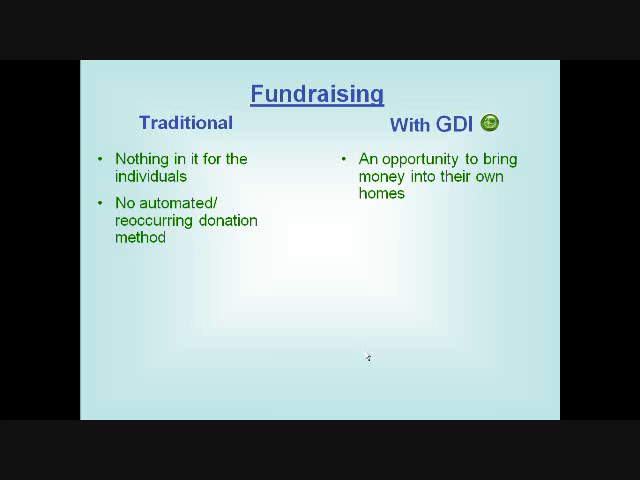 Fundraising
Traditional
With GDI
• Nothing in it for the
individuals
• No automated/
reoccurring donation
method
• An opportunity to bring
money into their own
homes